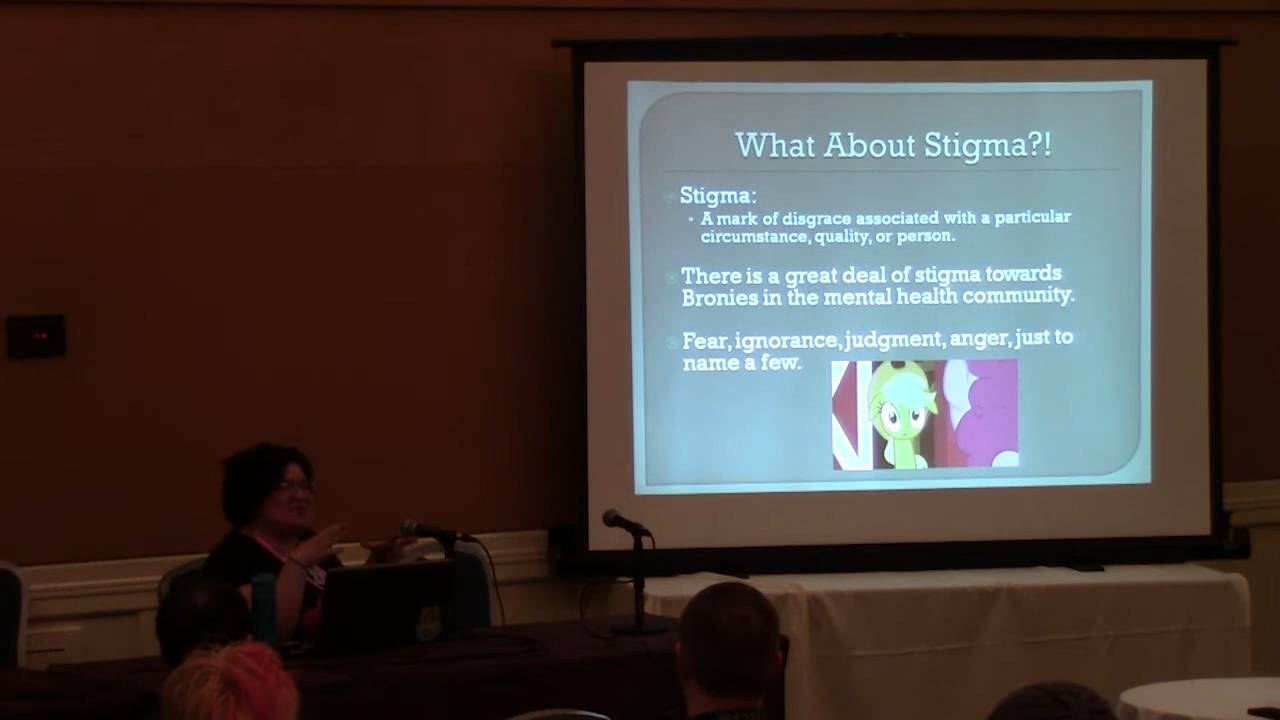 What About Stigma?!
Stigma:
A mark of disgrace associated with a particular
circumstance, quality, or person.
There is a great deal of stigma towards
Bronies in the mental health community.
Fear, ignorance, judgment, anger, just to
name a few.